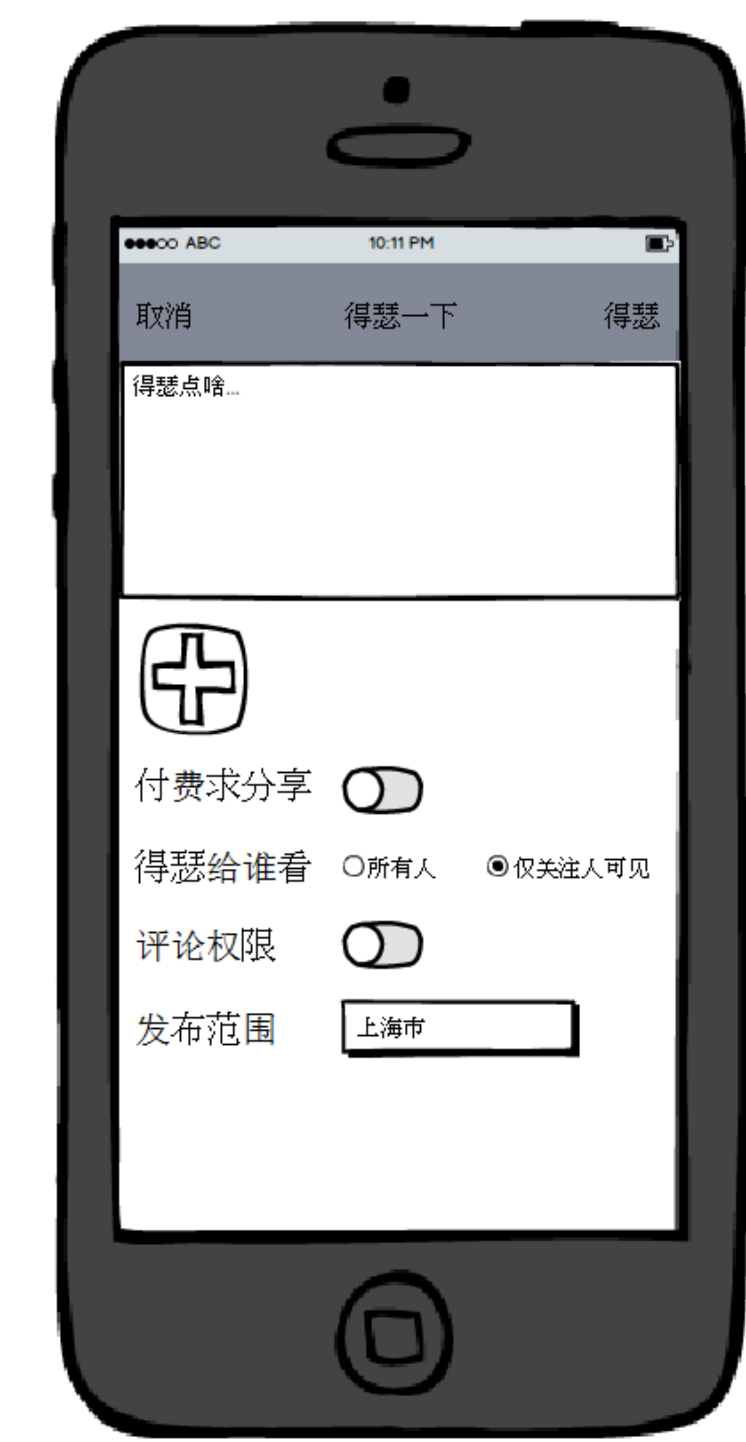 ABC 10:11 PM
取消 得瑟一下 得瑟
得瑟点啥...
付费求分享
得瑟给谁看 所有人 仅关注人可见
评论权限
发布范围 上海市